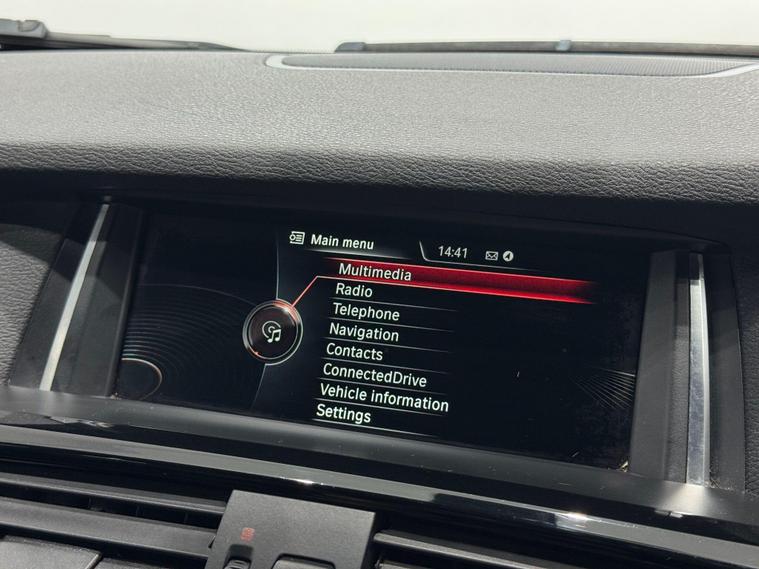 Main menu
14:41
Multimedia
Radio
Telephone
Navigation
Contacts
ConnectedDrive
Vehicle information
Settings